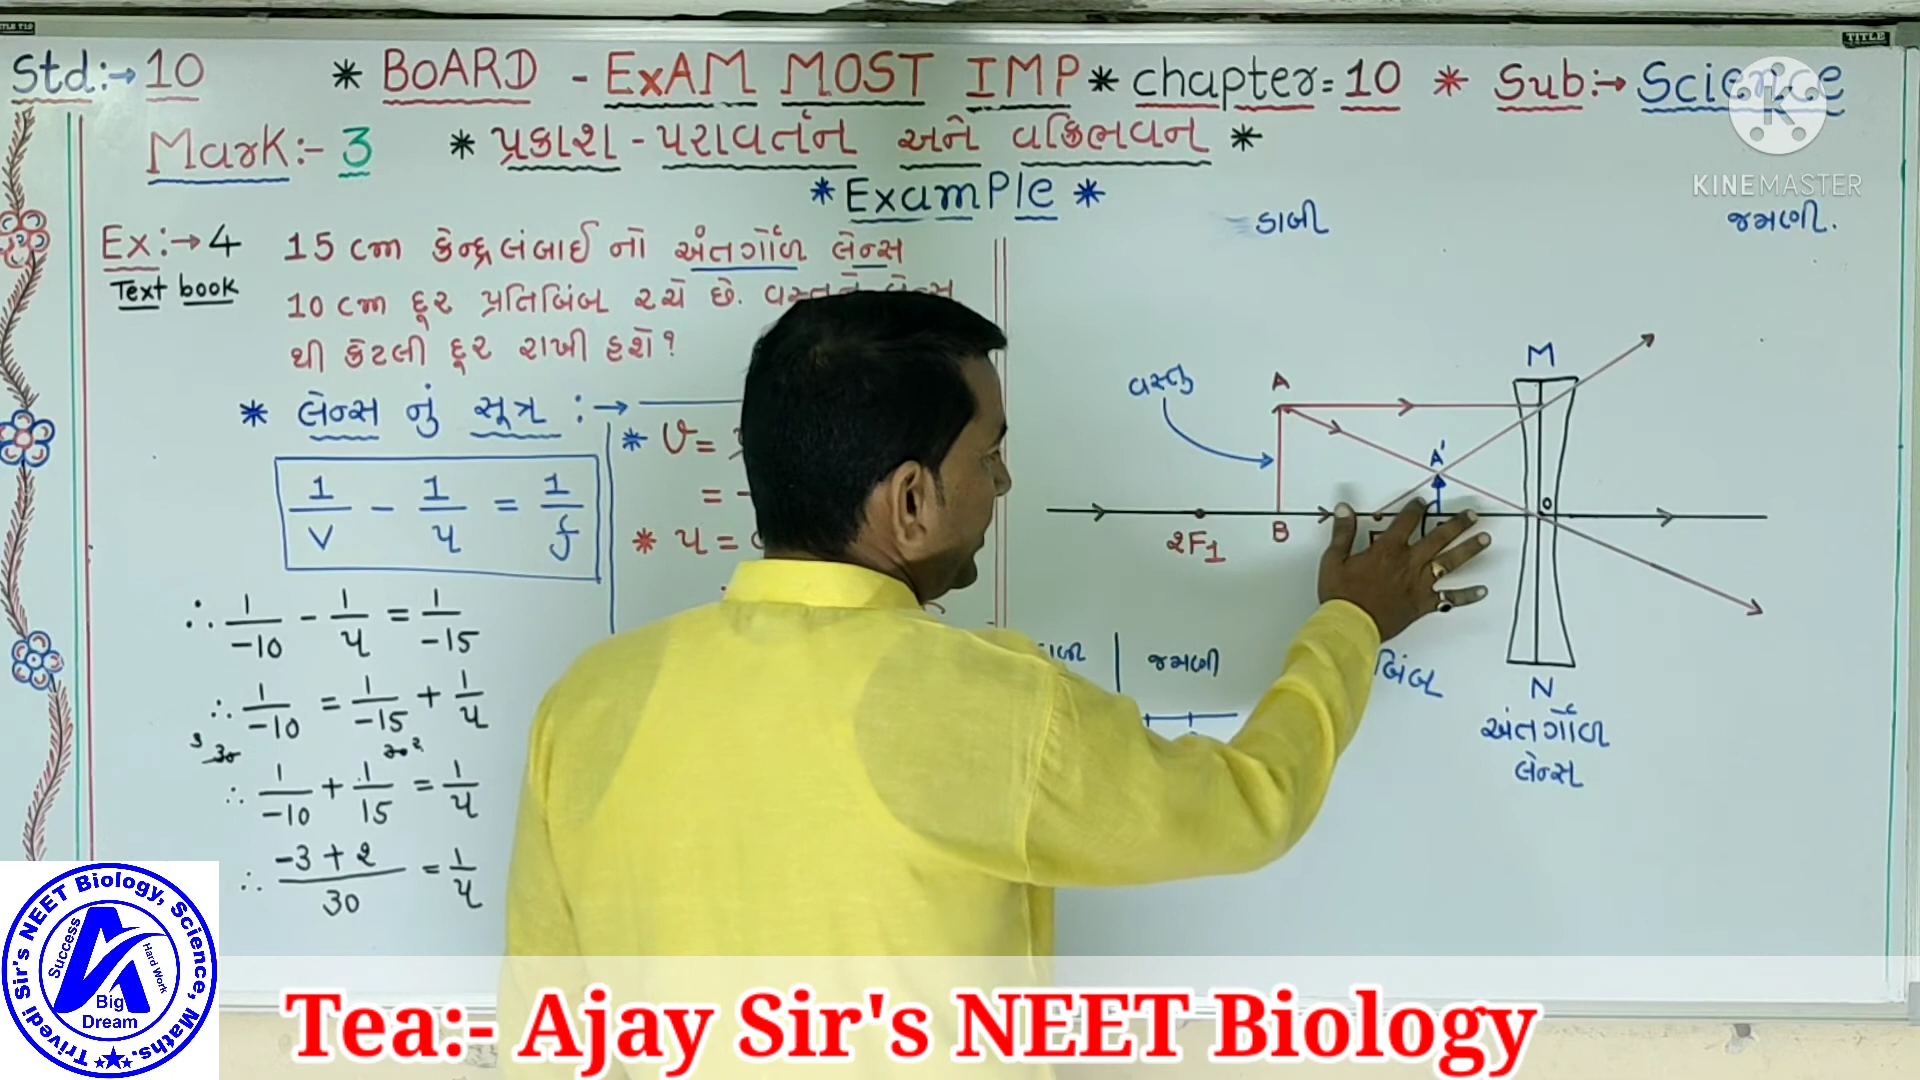 Std:→ 10 * BoARD - ExAM MOST IMP * chapter = 10 * Sub:→ Science
Mark:- 3 * પ્રકાશ - પરાવર્તન અને વક્રિભવન *
* ExamPle *
KINEMASTER
ડાબી
જમણી.
Ex:→ 4 15 cm કેન્દ્રલંબાઈ નો અંતર્ગોળ લેન્સ
Text book
10 cm દૂર પ્રતિબિંબ રચે છે.
થી કેટલી દૂર રાખી હશે?
* લેન્સ નું સૂત્ર :→
1/v - 1/u = 1/f
* v =
= -
* u =
∴ 1/-10 - 1/u = 1/-15
∴ 1/-10 = 1/-15 + 1/u
3 30 30 2
∴ 1/-10 + 1/15 = 1/u
∴ -3 + 2/30 = 1/u
વસ્તુ
A
M
A'
2F1
B
O
N
અંતર્ગોળ
લેન્સ
જમણી
Trivedi Sir's NEET Biology, Science, Maths.
Success
Hard Work
Big
Dream
Tea:- Ajay Sir's NEET Biology